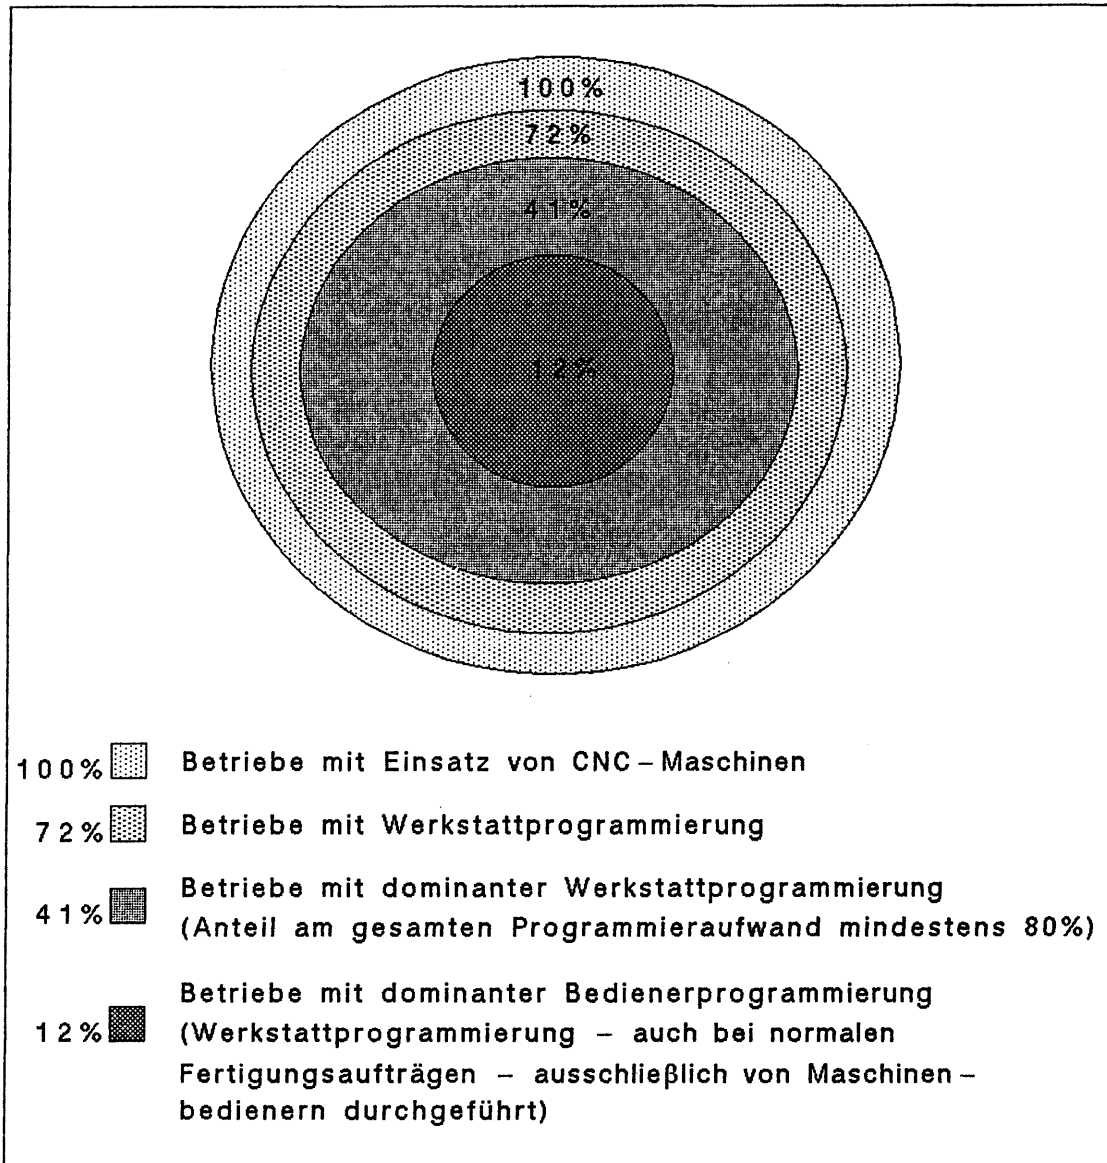 100%
72%
41%
12%
100% Betriebe mit Einsatz von CNC – Maschinen
72% Betriebe mit Werkstattprogrammierung
Betriebe mit dominanter Werkstattprogrammierung
41% (Anteil am gesamten Programmieraufwand mindestens 80%)
Betriebe mit dominanter Bedienerprogrammierung
12% (Werkstattprogrammierung – auch bei normalen
Fertigungsaufträgen – ausschließlich von Maschinen –
bedienern durchgeführt)